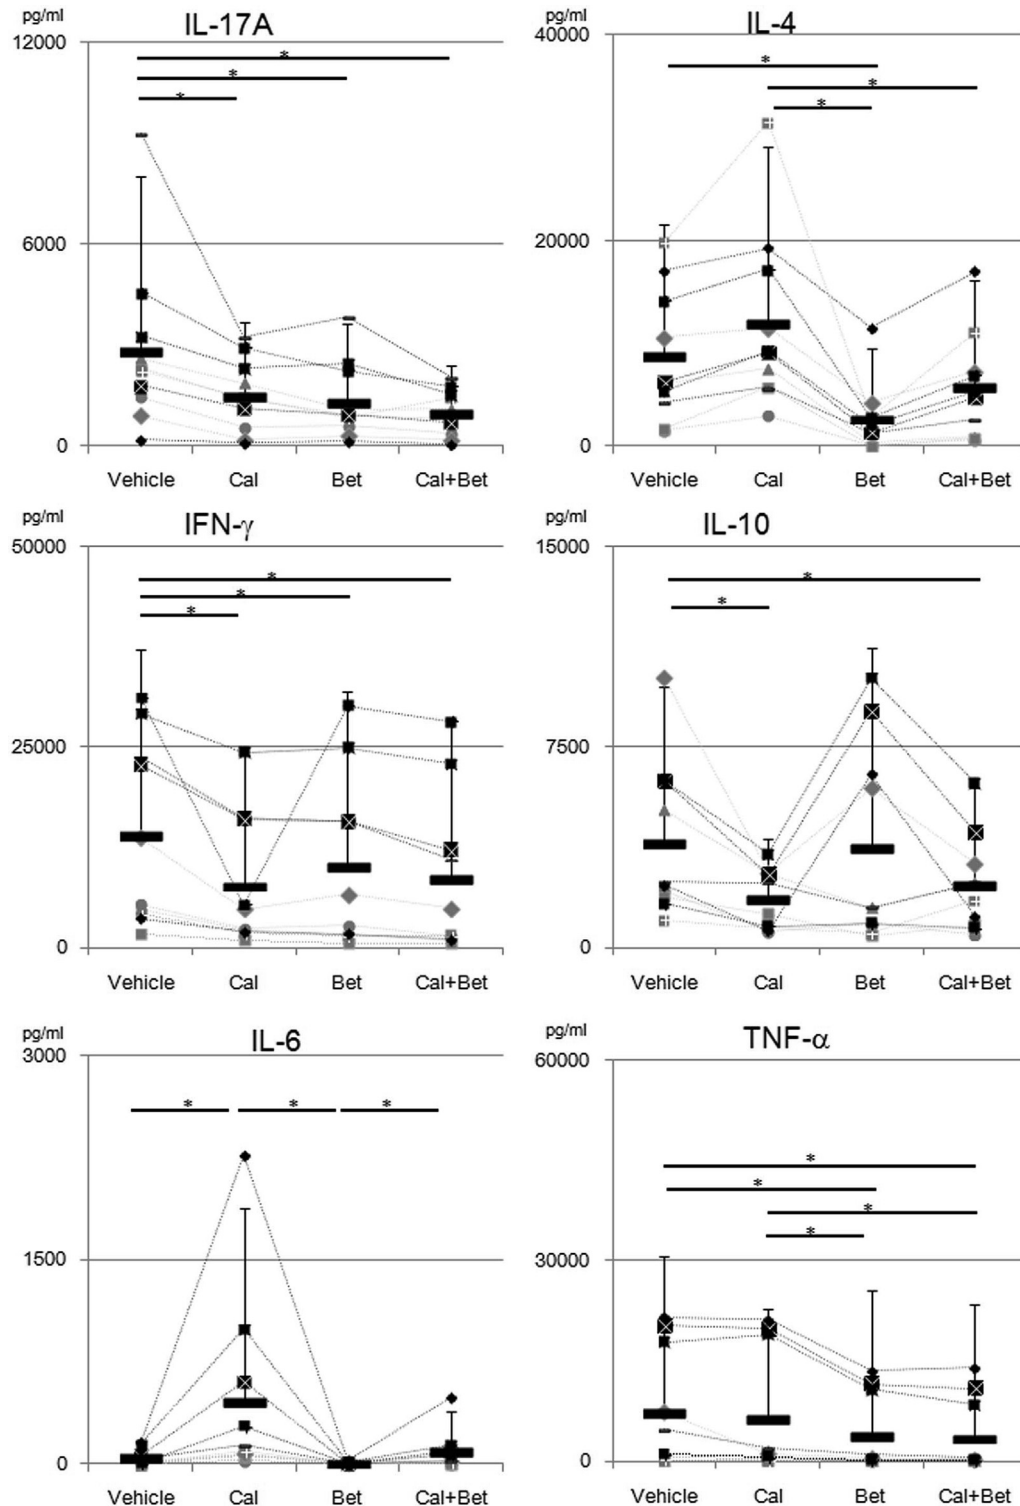 pg/ml
IL-17A
12000
*
*
*
6000
0
Vehicle Cal Bet Cal+Bet
pg/ml
IL-4
40000
*
*
*
20000
0
Vehicle Cal Bet Cal+Bet
pg/ml
IFN-γ
50000
*
*
*
25000
0
Vehicle Cal Bet Cal+Bet
pg/ml
IL-10
15000
*
*
7500
0
Vehicle Cal Bet Cal+Bet
pg/ml
IL-6
3000
* * *
1500
0
Vehicle Cal Bet Cal+Bet
pg/ml
TNF-α
60000
*
*
*
*
30000
0
Vehicle Cal Bet Cal+Bet